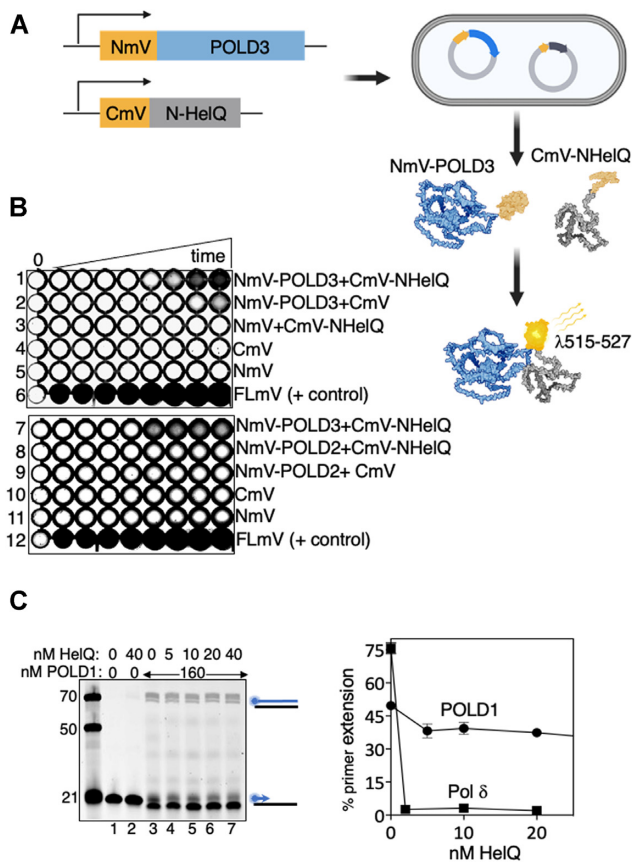 A
NmV POLD3
CmV N-HelQ
NmV-POLD3 CmV-NHelQ
λ515-527
B
0 time
1 NmV-POLD3+CmV-NHelQ
2 NmV-POLD3+CmV
3 NmV+CmV-NHelQ
4 CmV
5 NmV
6 FLmV (+ control)
7 NmV-POLD3+CmV-NHelQ
8 NmV-POLD2+CmV-NHelQ
9 NmV-POLD2+ CmV
10 CmV
11 NmV
12 FLmV (+ control)
C
nM HelQ: 0 40 0 5 10 20 40
nM POLD1: 0 0 160
70
50
21
1 2 3 4 5 6 7
% primer extension
75
60
45
30
15
0
POLD1
Pol δ
0 10 20
nM HelQ